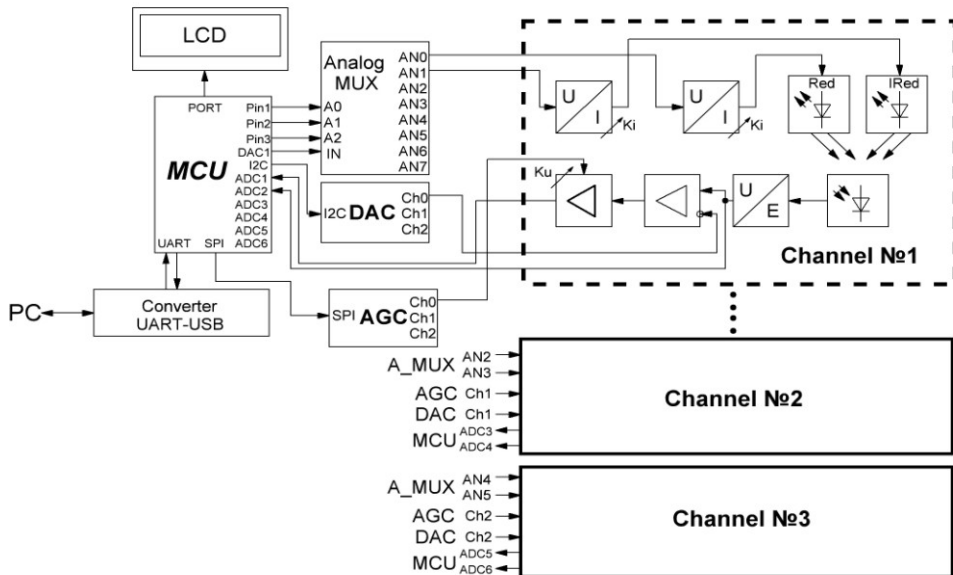 LCD
PORT
MCU
Pin1
Pin2
Pin3
DAC1
I2C
ADC1
ADC2
ADC3
ADC4
ADC5
ADC6
UART SPI
Analog
MUX
A0
A1
A2
IN
AN0
AN1
AN2
AN3
AN4
AN5
AN6
AN7
I2C DAC
Ch0
Ch1
Ch2
PC
Converter
UART-USB
SPI AGC
Ch0
Ch1
Ch2
U
I
Ki
U
I
Ki
Red
IRed
Ku
U
E
Channel №1
A_MUX AN2
AN3
AGC Ch1
DAC Ch1
MCU ADC3
ADC4
Channel №2
A_MUX AN4
AN5
AGC Ch2
DAC Ch2
MCU ADC5
ADC6
Channel №3